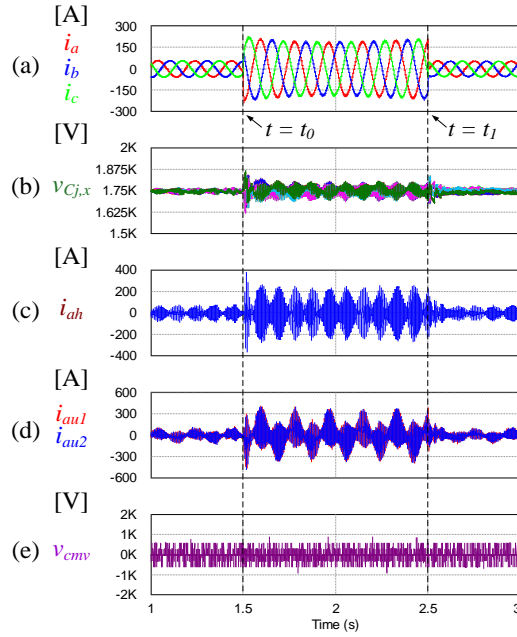 [A]
300
i_a
150
(a) i_b 0
i_c -150
-300
t = t_0 t = t_1
[V]
2K
1.875K
(b) v_Cj,x 1.75K
1.625K
1.5K
[A]
400
200
(c) i_ah 0
-200
-400
[A]
600
i_au1 300
(d) 0
i_au2 -300
-600
[V]
2K
1K
(e) v_cmv 0K
-1K
-2K
1 1.5 2 2.5 3
Time (s)